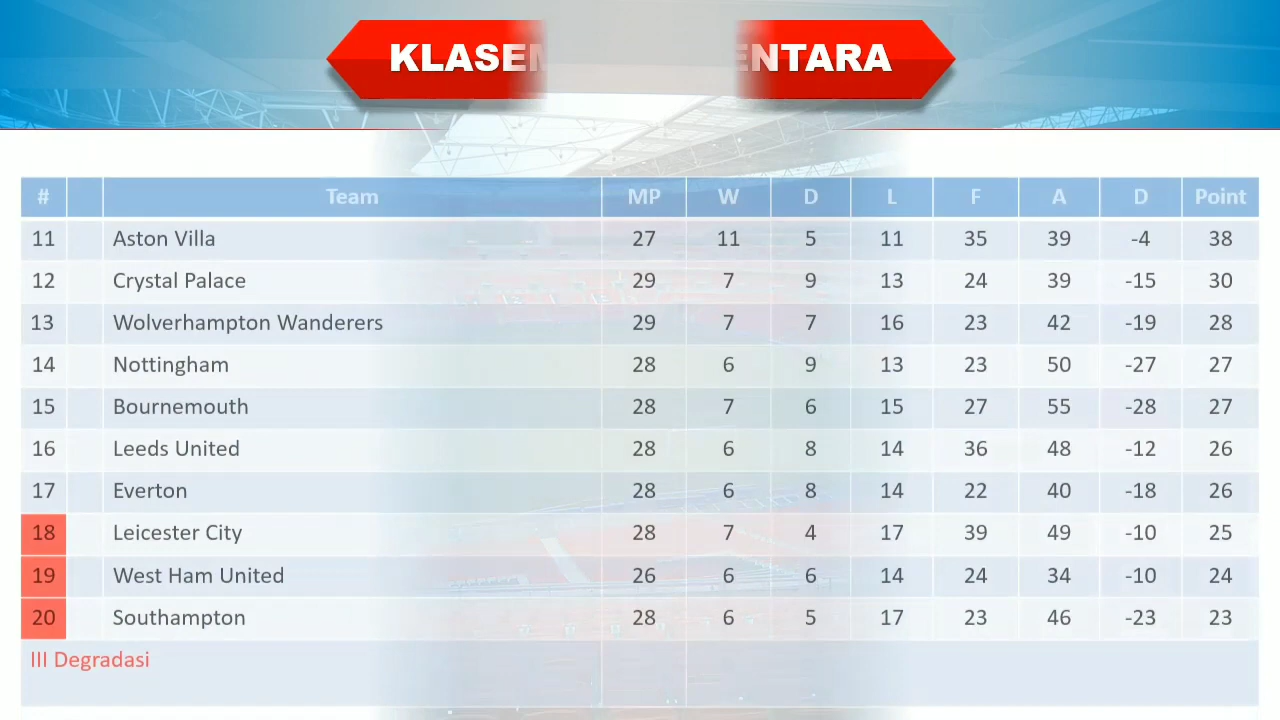 KLASEM ENTARA
# Team MP W D L F A D Point
11 Aston Villa 27 11 5 11 35 39 -4 38
12 Crystal Palace 29 7 9 13 24 39 -15 30
13 Wolverhampton Wanderers 29 7 7 16 23 42 -19 28
14 Nottingham 28 6 9 13 23 50 -27 27
15 Bournemouth 28 7 6 15 27 55 -28 27
16 Leeds United 28 6 8 14 36 48 -12 26
17 Everton 28 6 8 14 22 40 -18 26
18 Leicester City 28 7 4 17 39 49 -10 25
19 West Ham United 26 6 6 14 24 34 -10 24
20 Southampton 28 6 5 17 23 46 -23 23
III Degradasi